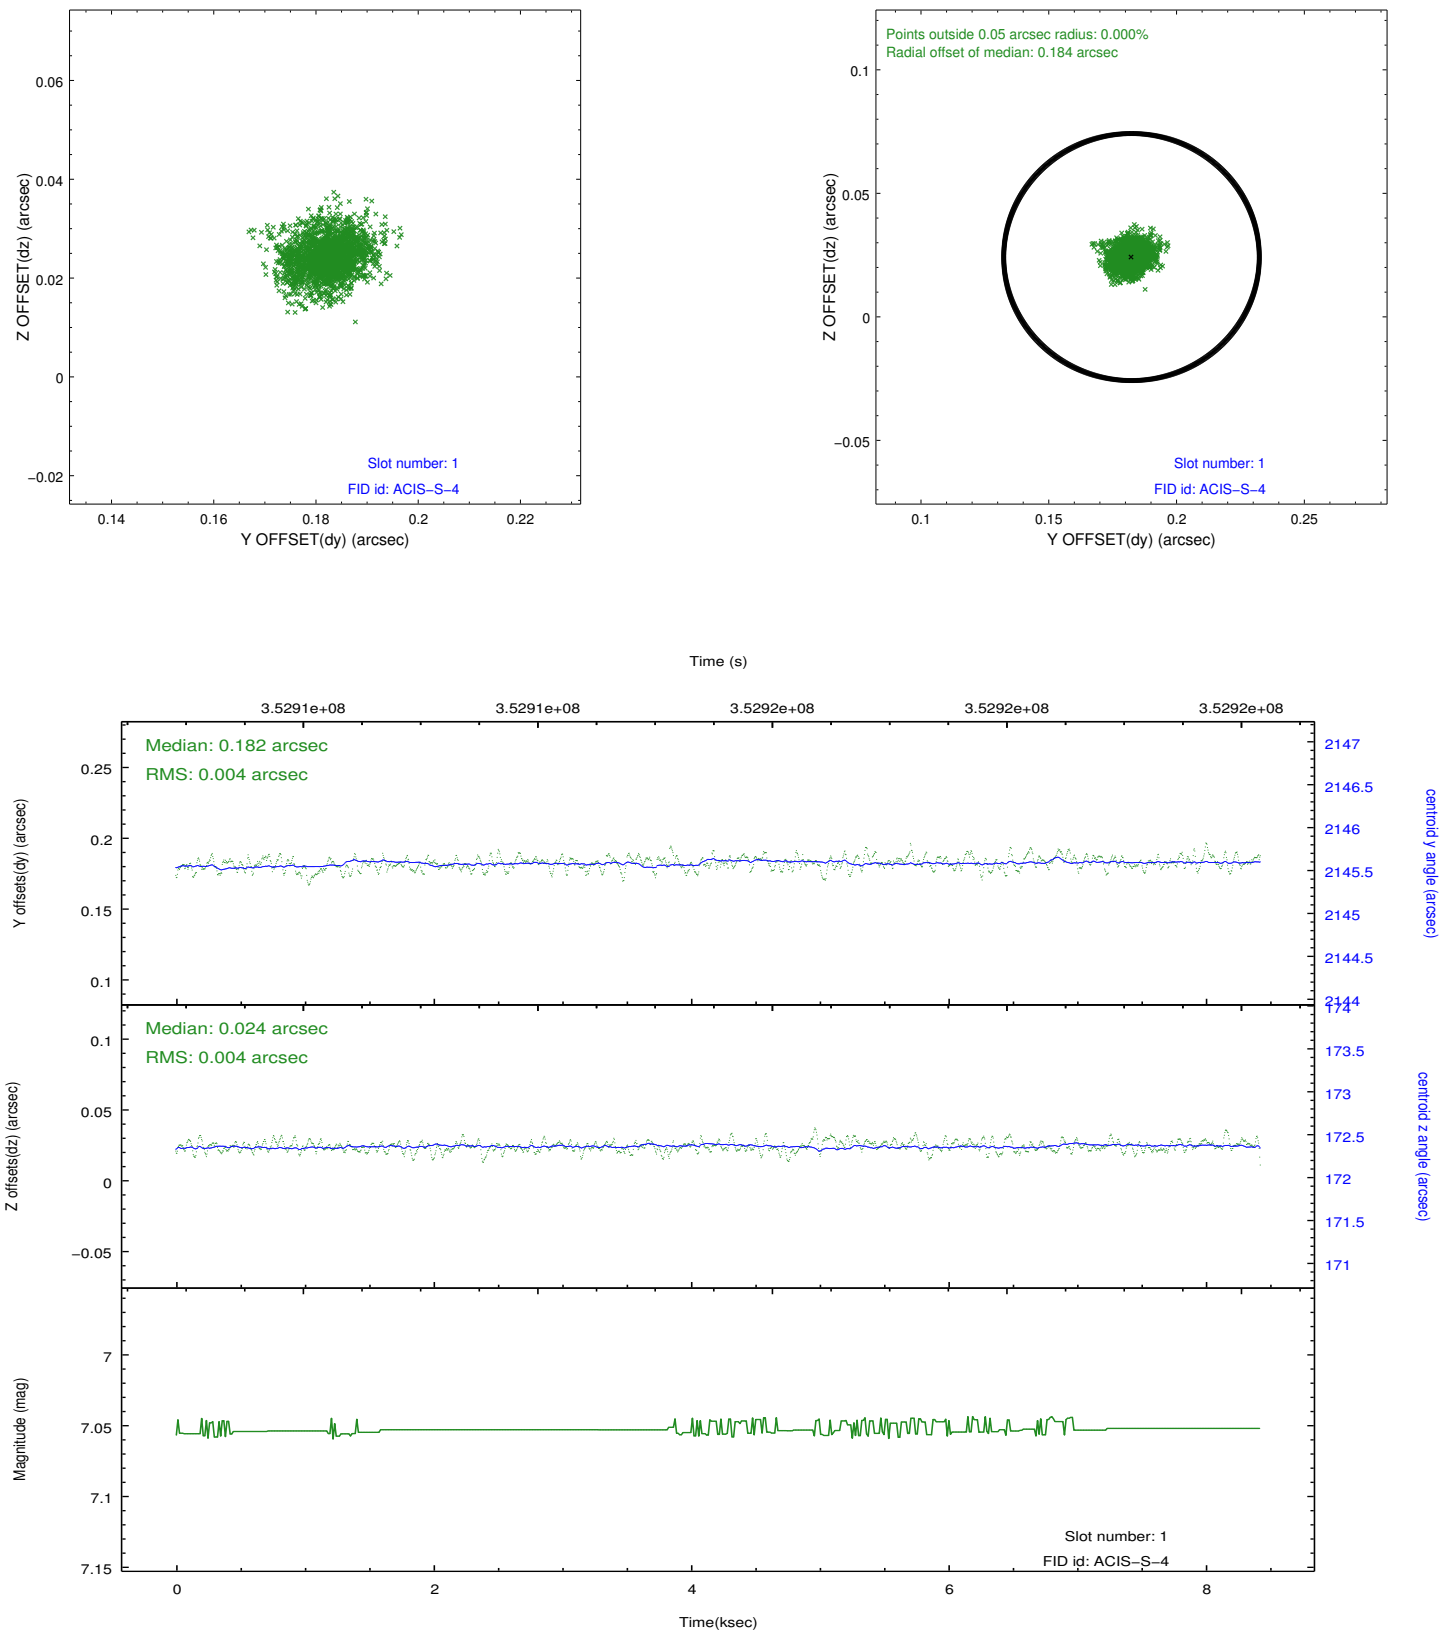 0.06
0.04
0.02
0
−0.02
Z OFFSET(dz) (arcsec)
Slot number: 1
FID id: ACIS−S−4
0.14
0.16
0.18
0.2
0.22
Y OFFSET(dy) (arcsec)
Points outside 0.05 arcsec radius: 0.000%
Radial offset of median: 0.184 arcsec
0.1
0.05
0
−0.05
Z OFFSET(dz) (arcsec)
Slot number: 1
FID id: ACIS−S−4
0.1
0.15
0.2
0.25
Y OFFSET(dy) (arcsec)
Time (s)
3.5291e+08
3.5291e+08
3.5292e+08
3.5292e+08
3.5292e+08
Median: 0.182 arcsec
RMS: 0.004 arcsec
0.25
0.2
0.15
0.1
Y offsets(dy) (arcsec)
2147
2146.5
2146
2145.5
2145
2144.5
2144
centroid y angle (arcsec)
Median: 0.024 arcsec
RMS: 0.004 arcsec
0.1
0.05
0
−0.05
Z offsets(dz) (arcsec)
174
173.5
173
172.5
172
171.5
171
centroid z angle (arcsec)
7
7.05
7.1
7.15
Magnitude (mag)
Slot number: 1
FID id: ACIS−S−4
0
2
4
6
8
Time(ksec)